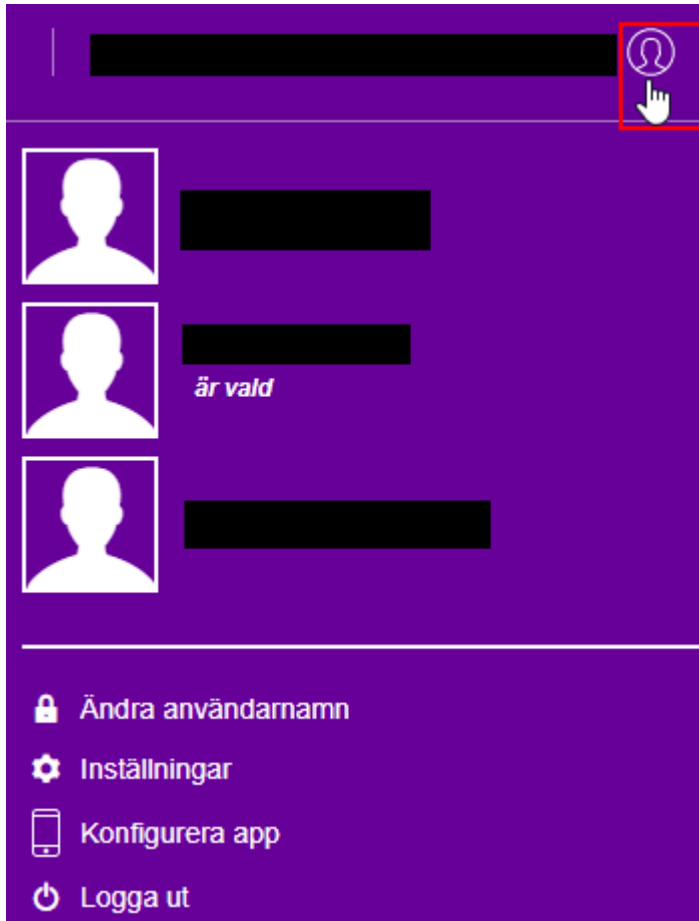 är vald
Ändra användarnamn
Inställningar
Konfigurera app
Logga ut